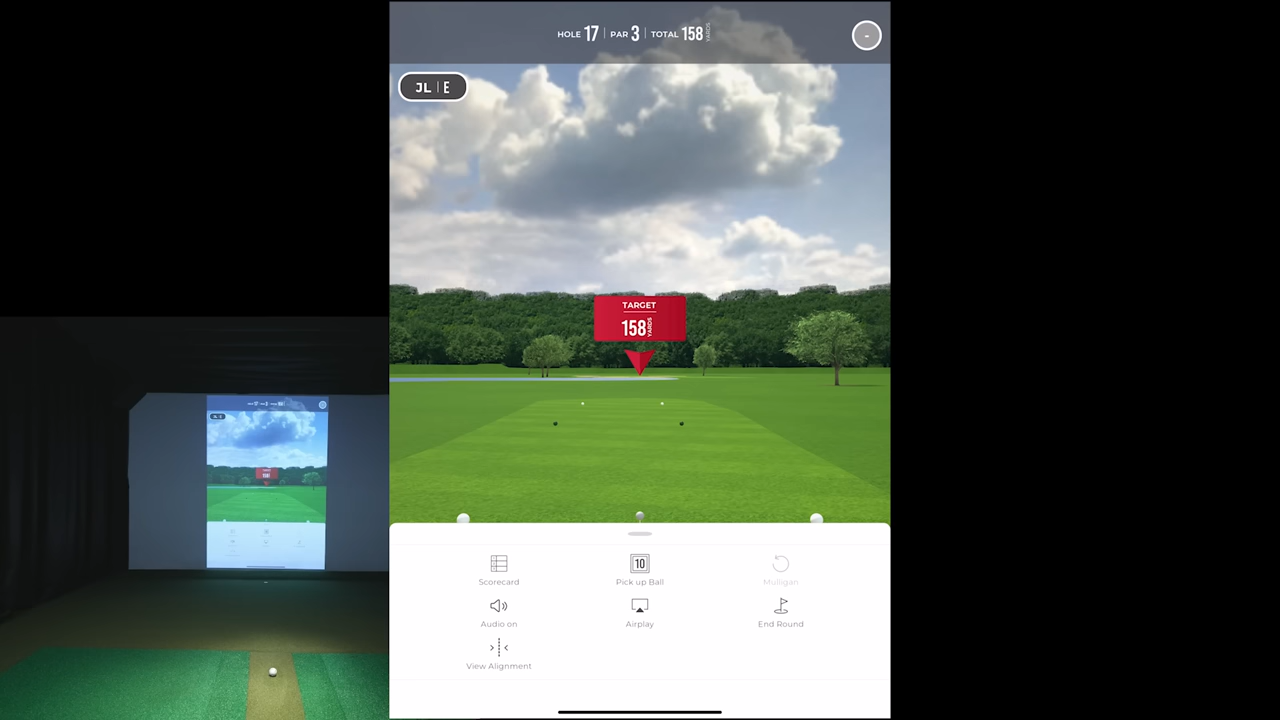 HOLE 17 | PAR 3 | TOTAL 158 YARDS
-
JL | E
TARGET
158 YARDS
10
Scorecard Pick up Ball Mulligan
Audio on Airplay End Round
View Alignment